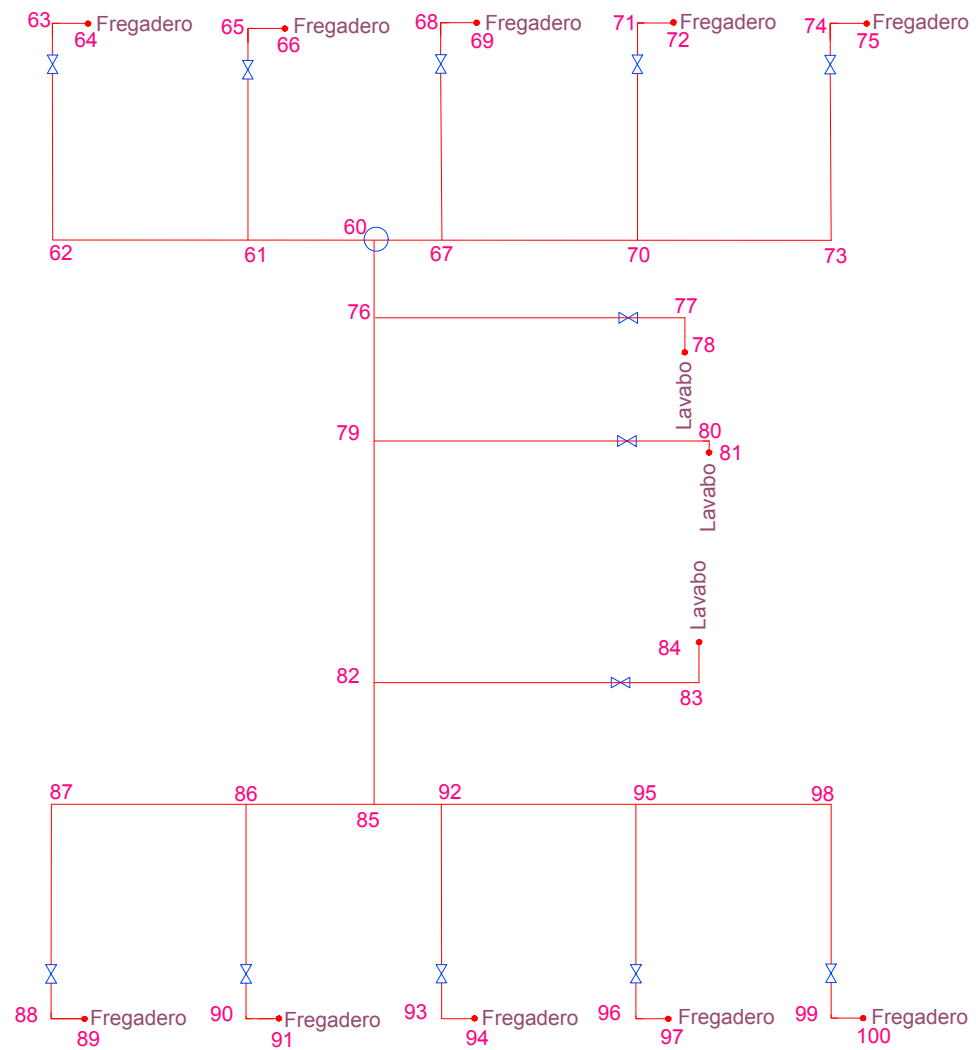 63 Fregadero
64
65 Fregadero
66
68 Fregadero
69
71 Fregadero
72
74 Fregadero
75
60
62
61
67
70
73
76
77
78
Lavabo
79
80
81
Lavabo
Lavabo
84
82
83
87
86
85
92
95
98
88 Fregadero
89
90 Fregadero
91
93 Fregadero
94
96 Fregadero
97
99 Fregadero
100